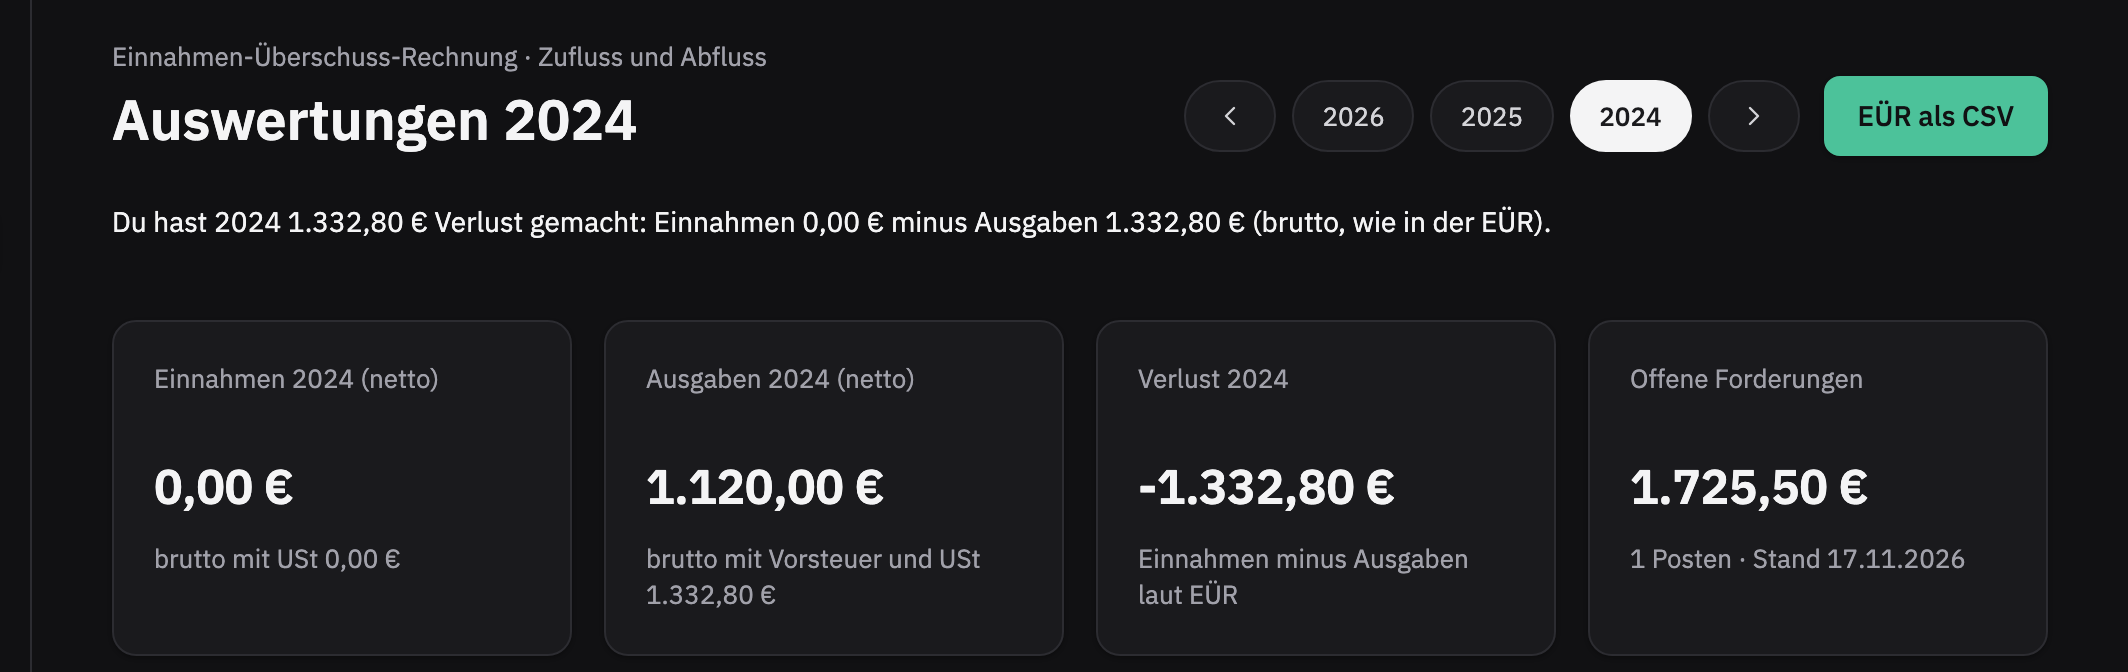 Einnahmen-Überschuss-Rechnung · Zufluss und Abfluss
Auswertungen 2024
2026
2025
2024
EÜR als CSV
Du hast 2024 1.332,80 € Verlust gemacht: Einnahmen 0,00 € minus Ausgaben 1.332,80 € (brutto, wie in der EÜR).
Einnahmen 2024 (netto)
0,00 €
brutto mit USt 0,00 €
Ausgaben 2024 (netto)
1.120,00 €
brutto mit Vorsteuer und USt
1.332,80 €
Verlust 2024
-1.332,80 €
Einnahmen minus Ausgaben
laut EÜR
Offene Forderungen
1.725,50 €
1 Posten · Stand 17.11.2026